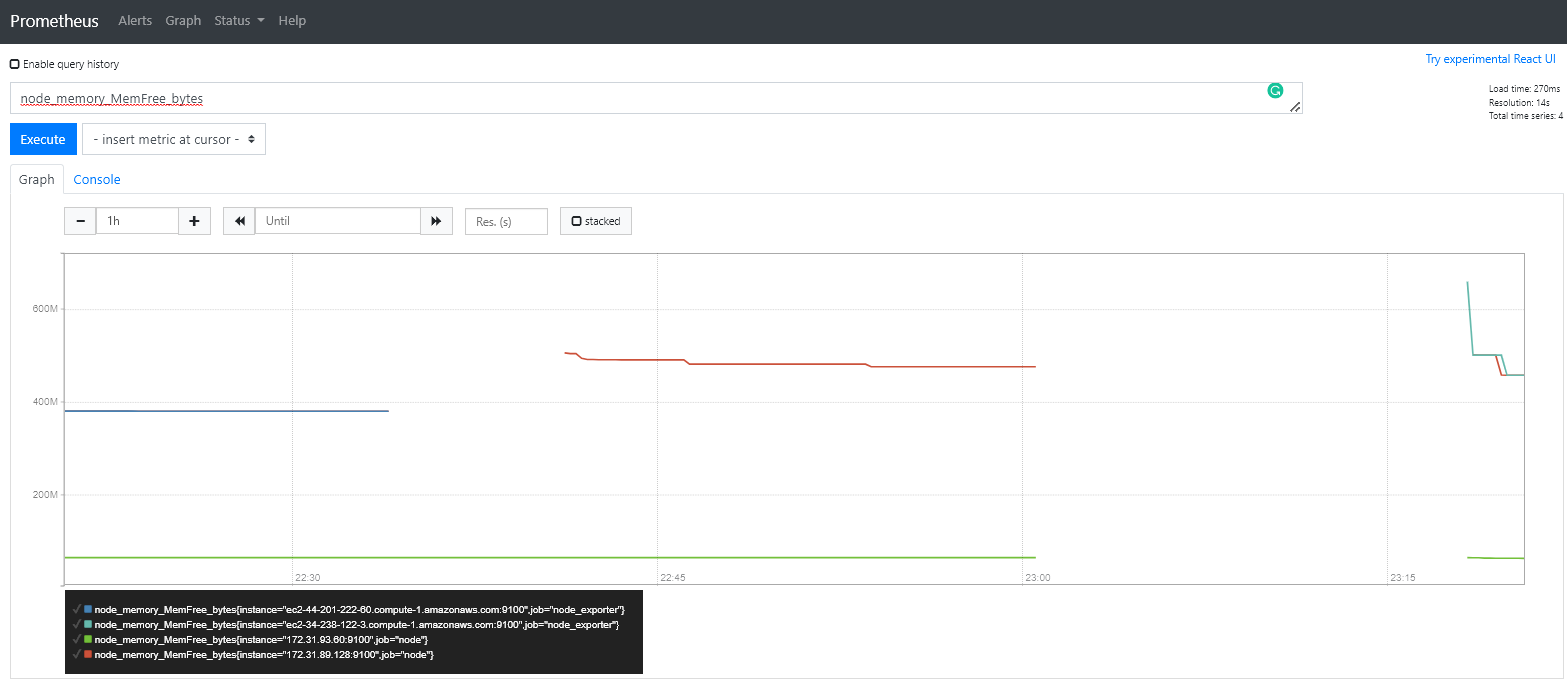 Prometheus Alerts Graph Status Help
Enable query history
Try experimental React UI
node_memory_MemFree_bytes
Load time: 270ms
Resolution: 14s
Total time series: 4
Execute - insert metric at cursor -
Graph Console
1h Until Res. (s) stacked
600M
400M
200M
22:30 22:45 23:00 23:15
node_memory_MemFree_bytes{instance="ec2-44-201-222-60.compute-1.amazonaws.com:9100",job="node_exporter"}
node_memory_MemFree_bytes{instance="ec2-34-238-122-3.compute-1.amazonaws.com:9100",job="node_exporter"}
node_memory_MemFree_bytes{instance="172.31.93.60:9100",job="node"}
node_memory_MemFree_bytes{instance="172.31.89.128:9100",job="node"}